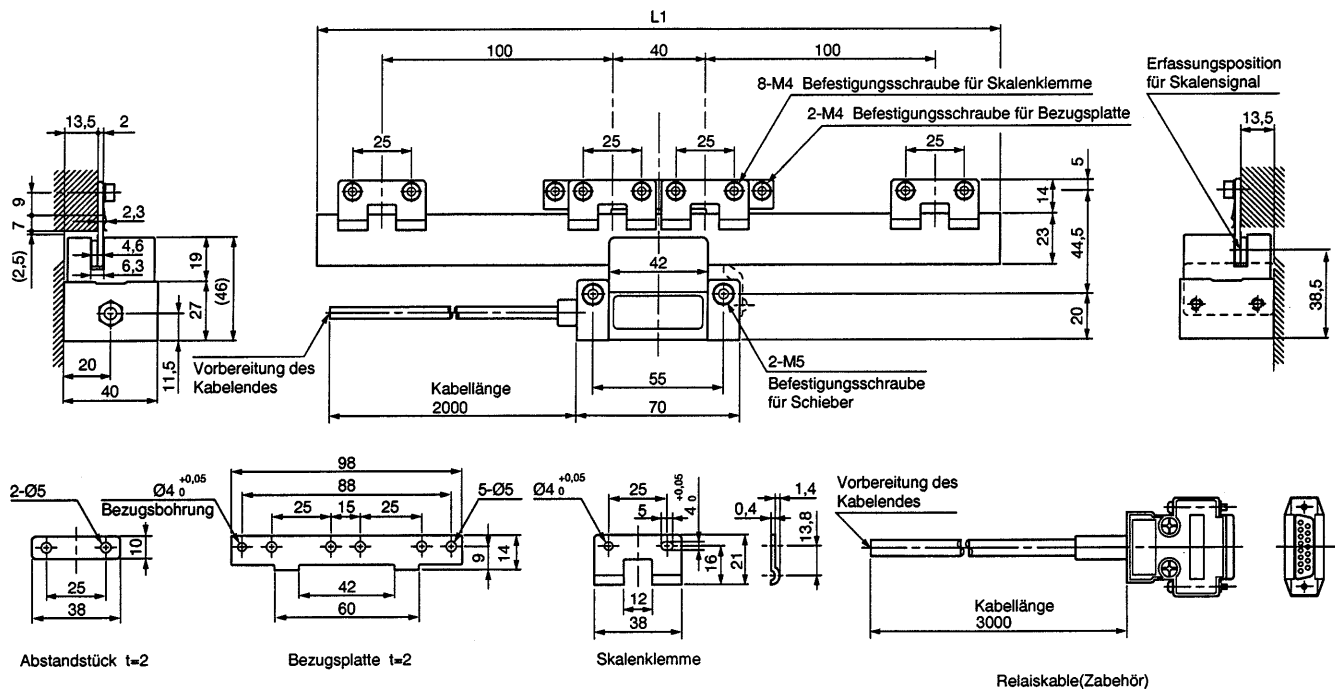 L1
100
40
100
8-M4 Befestigungsschraube für Skalenklemme
2-M4 Befestigungsschraube für Bezugsplatte
Erfassungsposition
für Skalensignal
13,5
2
25
25
25
25
13,5
5
14
9
7
(2,5)
2,3
4,6
6,3
19
(46)
27
11,5
20
40
42
23
44,5
20
38,5
Vorbereitung des
Kabelendes
Kabellänge
2000
55
70
2-M5
Befestigungsschraube
für Schieber
2-Ø5
10
25
38
Abstandstück t=2
98
88
Ø4 +0,05 0
Bezugsbohrung
25
15
25
5-Ø5
9
14
42
60
Bezugsplatte t=2
Ø4 +0,05 0
25
5
4 +0,05 0
16
21
12
38
0,4
1,4
13,8
Skalenklemme
Vorbereitung des
Kabelendes
Kabellänge
3000
Relaiskable(Zabehör)